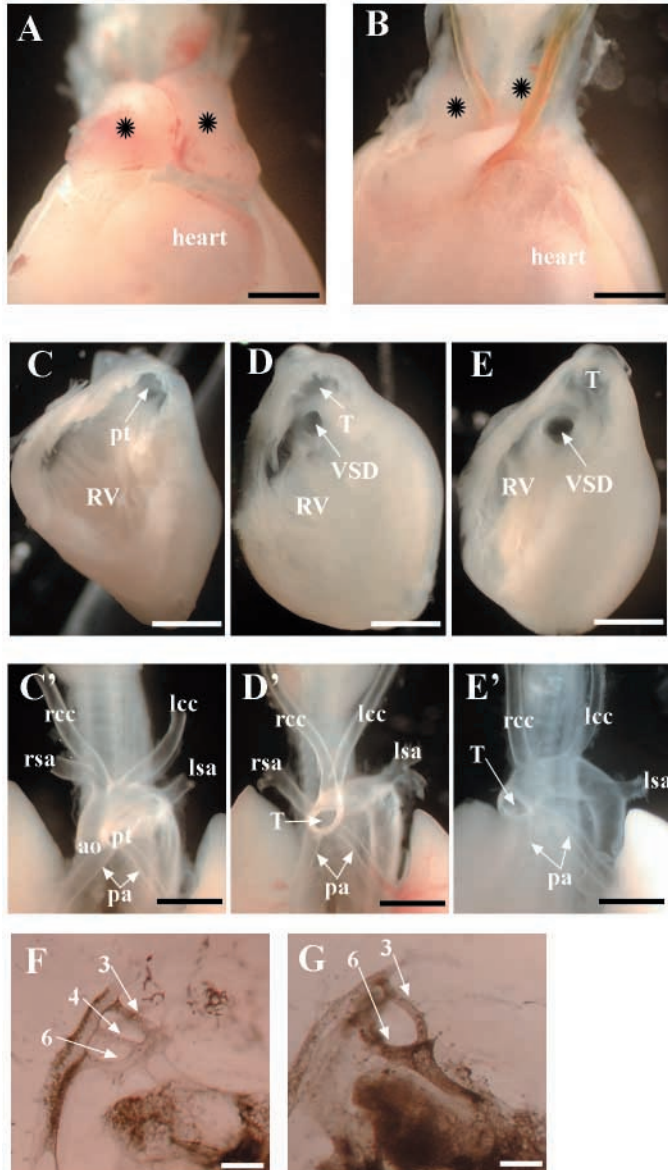 A
B
heart
heart
C
D
E
pt
T
T
VSD
VSD
RV
RV
RV
C'
D'
E'
rcc
lcc
rcc
lcc
rcc
lcc
rsa
lsa
rsa
lsa
lsa
T
T
ao
pt
pa
pa
pa
F
G
3
4
6
6
3